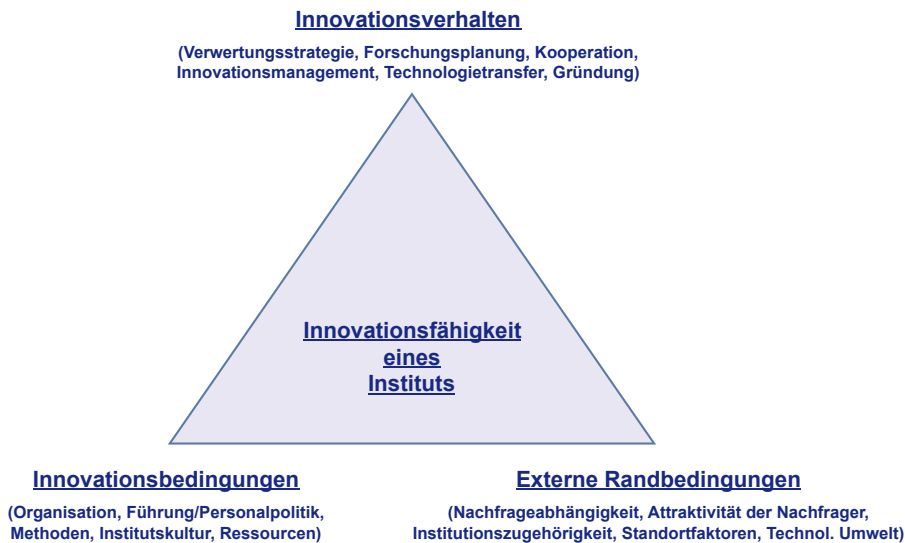 Innovationsverhalten
(Verwertungsstrategie, Forschungsplanung, Kooperation,
Innovationsmanagement, Technologietransfer, Gründung)
Innovationsfähigkeit
eines
Instituts
Innovationsbedingungen
(Organisation, Führung/Personalpolitik,
Methoden, Institutskultur, Ressourcen)
Externe Randbedingungen
(Nachfrageabhängigkeit, Attraktivität der Nachfrager,
Institutionszugehörigkeit, Standortfaktoren, Technol. Umwelt)